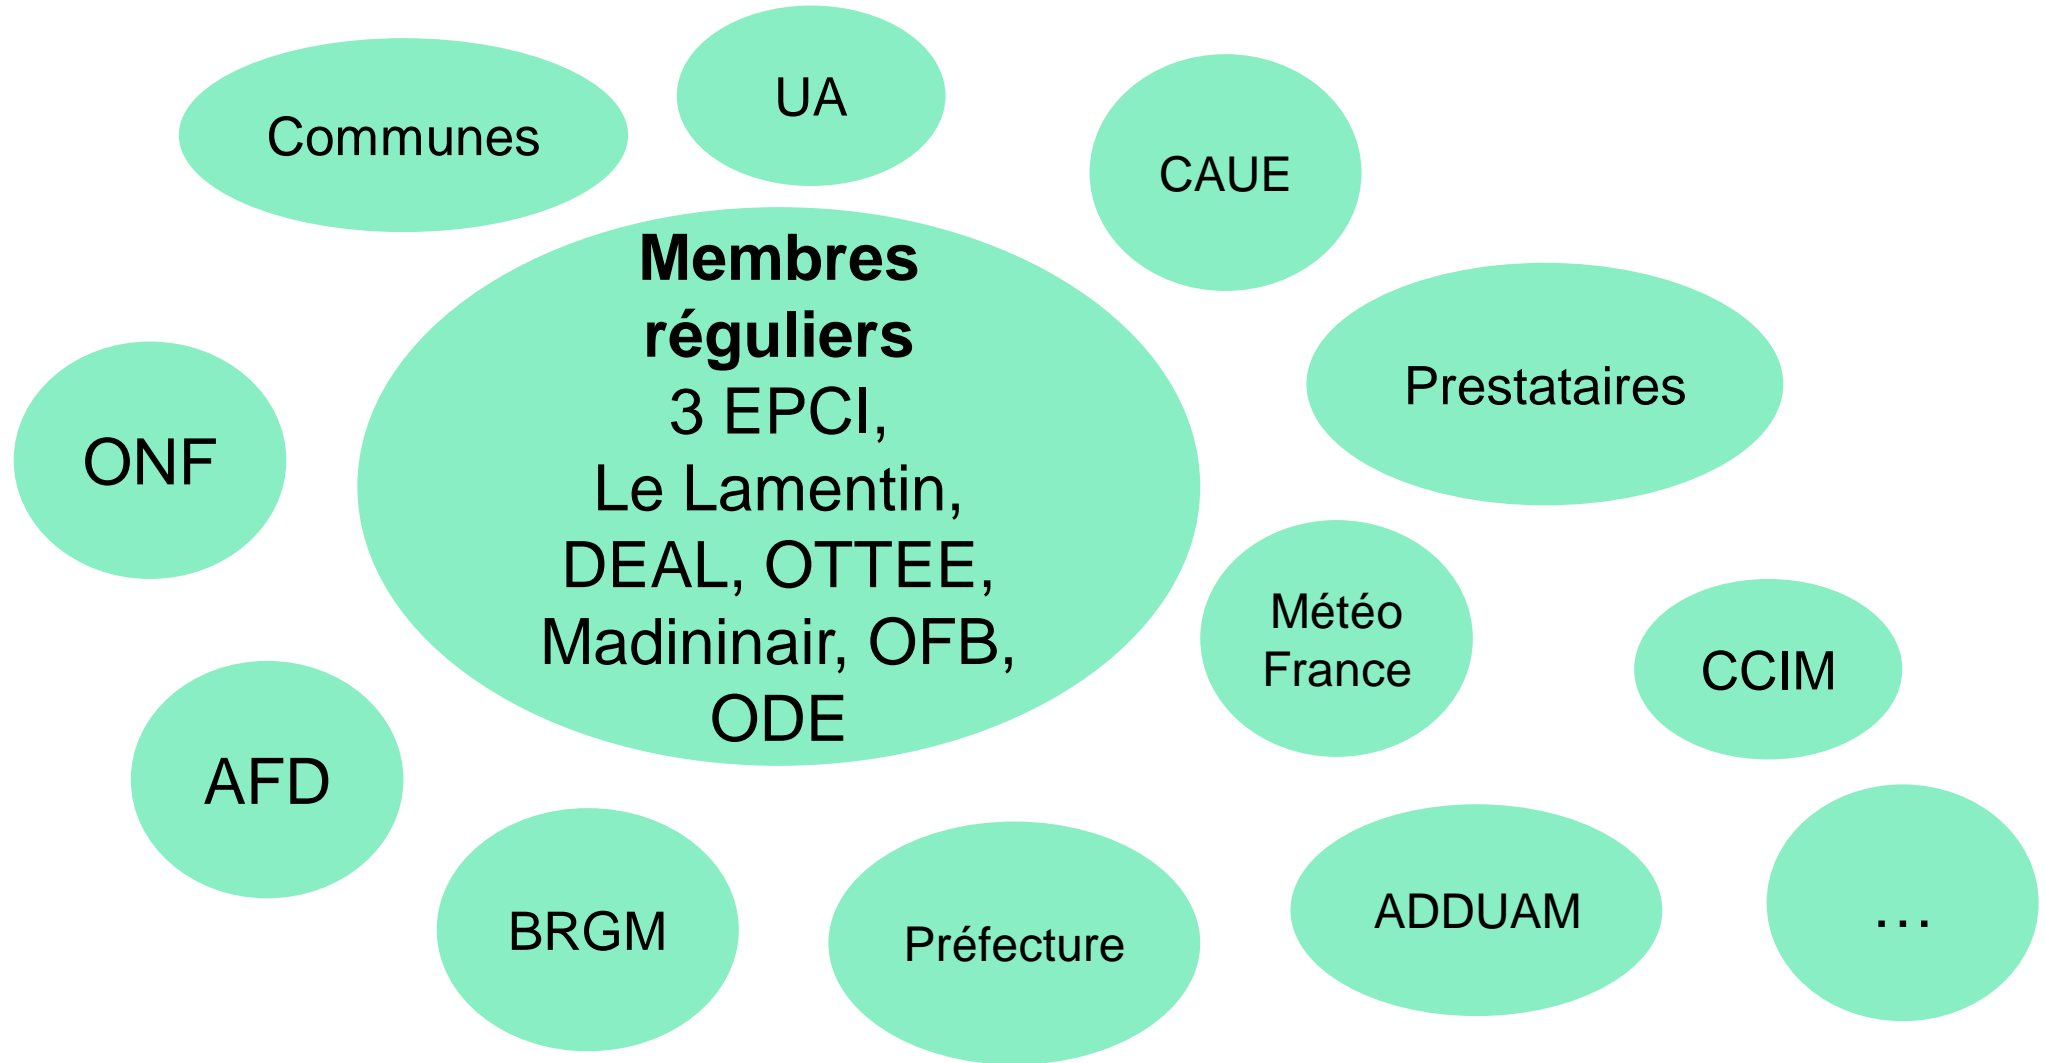 UA
Communes
CAUE
Membres
réguliers
3 EPCI,
Le Lamentin,
DEAL, OTTEE,
Madininair, OFB,
ODE
Prestataires
ONF
Météo
France
CCIM
AFD
BRGM
Préfecture
ADDUAM
…